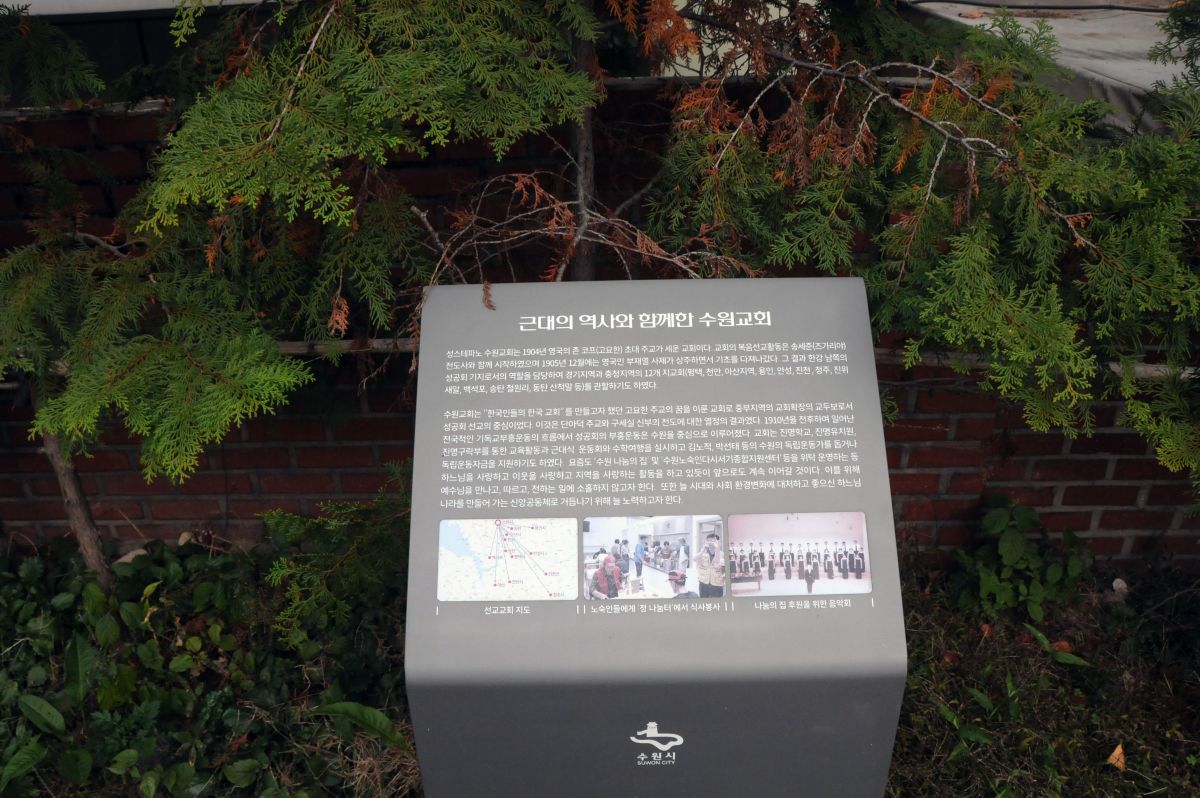 근대의 역사와 함께한 수원교회
성스테파노 수원교회는 1904년 영국의 존 코프(고요한) 초대 주교가 세운 교회이다. 교회의 복음선교활동은 송세준(즈가리야)
전도사와 함께 시작하였으며 1905년 12월에는 영국인 부재열 사제가 상주하면서 기초를 다져나갔다. 그 결과 한강 남쪽의
성공회 기지로서의 역할을 담당하며 경기지역과 충청지역의 12개 지교회(평택, 천안, 아산지역, 용인, 안성, 진천, 청주, 진위
새말, 백석포, 송탄 칠원리, 동탄 산척말 등)를 관할하기도 하였다.
수원교회는 "한국인들의 한국 교회"를 만들고자 했던 고요한 주교의 꿈을 이룬 교회로 중부지역의 교회확장의 교두보로서
성공회 선교의 중심이었다. 이것은 단아덕 주교와 구세실 신부의 전도에 대한 열정의 결과였다. 1910년을 전후하여 일어난
전국적인 기독교부흥운동의 흐름에서 성공회의 부흥운동은 수원을 중심으로 이루어졌다. 교회는 진명학교, 진명유치원,
진명구락부를 통한 교육활동과 근대식 운동회와 수학여행을 실시하고 김노적, 박선태 등의 수원의 독립운동가를 돕거나
독립운동자금을 지원하기도 하였다. 요즘도 '수원 나눔의 집' 및 '수원노숙인다시서기종합지원센터' 등을 위탁 운영하는 등
하느님을 사랑하고 이웃을 사랑하고 지역을 사랑하는 활동을 하고 있듯이 앞으로도 계속 이어갈 것이다. 이를 위해
예수님을 만나고, 따르고, 전하는 일에 소홀하지 않고자 한다. 또한 늘 시대와 사회 환경변화에 대처하고 좋으신 하느님
나라를 만들어 가는 신앙공동체로 거듭나기 위해 늘 노력하고자 한다.
선교교회 지도
노숙인들에게 '정 나눔터'에서 식사봉사
나눔의 집 후원을 위한 음악회
수원시
SUWON CITY